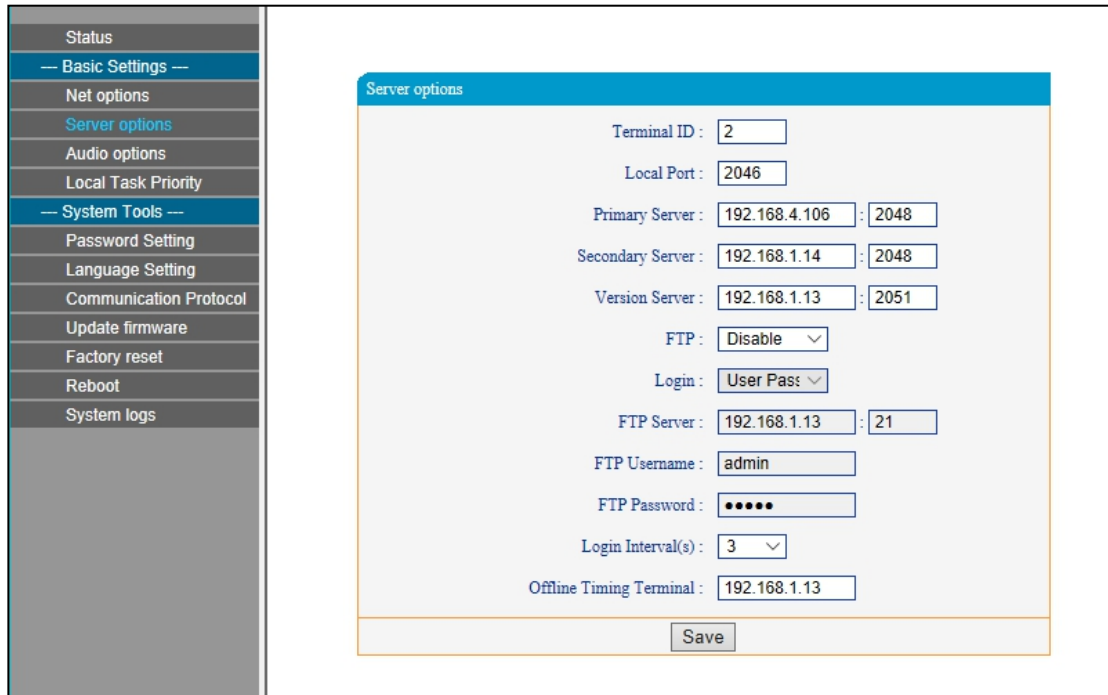 Status
--- Basic Settings ---
Net options
Server options
Audio options
Local Task Priority
--- System Tools ---
Password Setting
Language Setting
Communication Protocol
Update firmware
Factory reset
Reboot
System logs
Server options
Terminal ID : 2
Local Port : 2046
Primary Server : 192.168.4.106 : 2048
Secondary Server : 192.168.1.14 : 2048
Version Server : 192.168.1.13 : 2051
FTP : Disable
Login : User Pass
FTP Server : 192.168.1.13 : 21
FTP Username : admin
FTP Password : •••••
Login Interval(s) : 3
Offline Timing Terminal : 192.168.1.13
Save